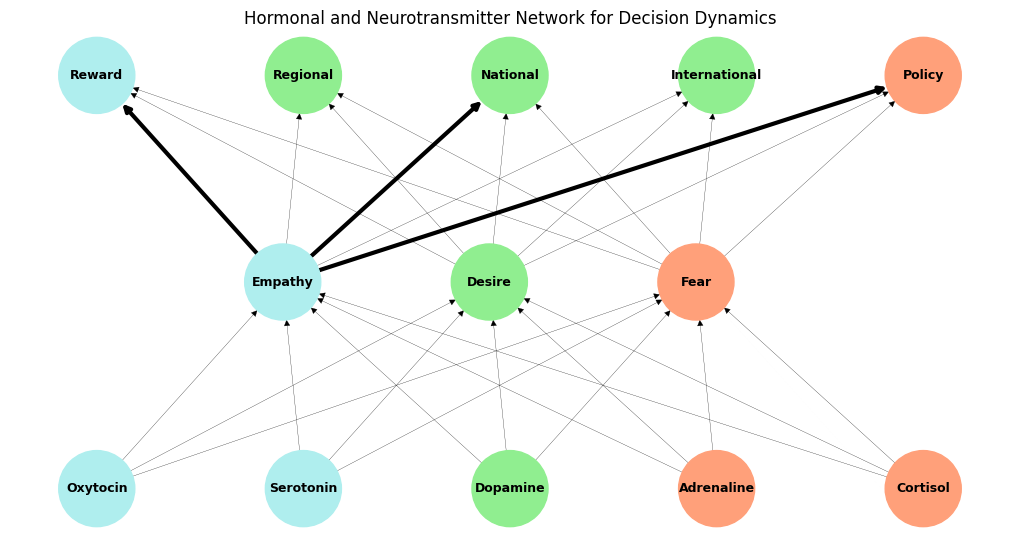 Hormonal and Neurotransmitter Network for Decision Dynamics
Reward
Regional
National
International
Policy
Empathy
Desire
Fear
Oxytocin
Serotonin
Dopamine
Adrenaline
Cortisol